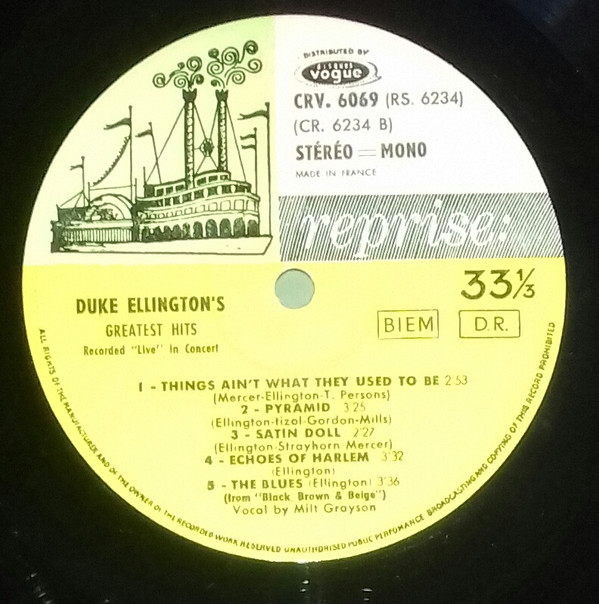 DISTRIBUTED BY
disques
vogue
CRV. 6069 (RS. 6234)
(CR. 6234 B)
STÉRÉO = MONO
MADE IN FRANCE
reprise:
33⅓
DUKE ELLINGTON'S
GREATEST HITS
Recorded "Live" in Concert
BIEM D.R.
1 - THINGS AIN'T WHAT THEY USED TO BE 2'53
(Mercer-Ellington-T. Persons)
2 - PYRAMID 3'25
(Ellington-Tizol-Gordon-Mills)
3 - SATIN DOLL 2'27
(Ellington-Strayhorn Mercer)
4 - ECHOES OF HARLEM 3'32
(Ellington)
5 - THE BLUES (Ellington) 3'36
(from "Black Brown & Beige")
Vocal by Milt Grayson
ALL RIGHTS OF THE MANUFACTURER AND OF THE OWNER OF THE RECORDED WORK RESERVED UNAUTHORISED PUBLIC PERFORMANCE BROADCASTING AND COPYING OF THIS RECORD PROHIBITED